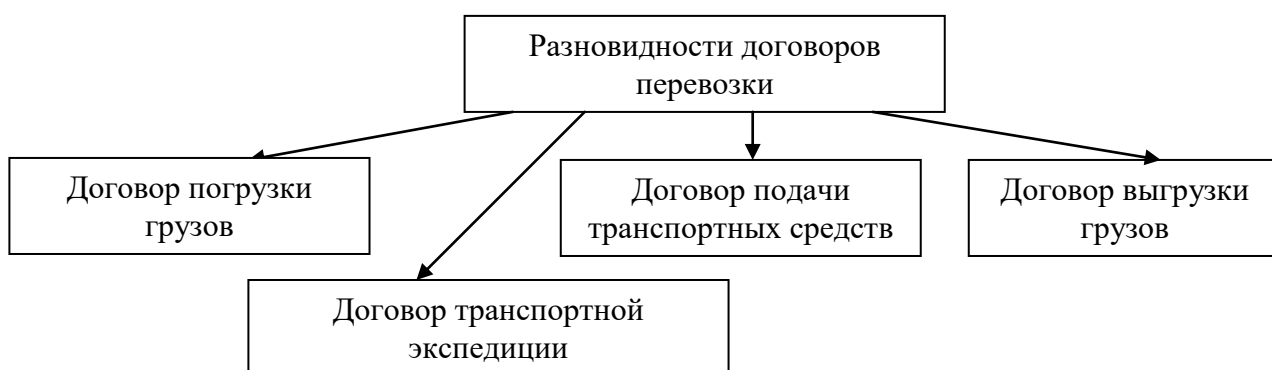 Разновидности договоров
перевозки
Договор погрузки
грузов
Договор подачи
транспортных средств
Договор выгрузки
грузов
Договор транспортной
экспедиции